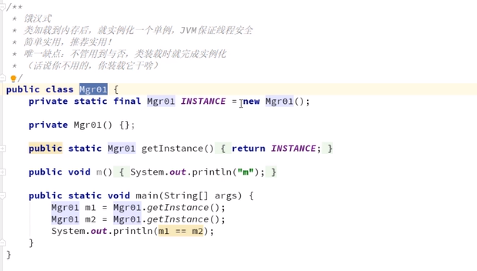 /**
 * 饿汉式
 * 类加载到内存后，就实例化一个单例，JVM保证线程安全
 * 简单实用，推荐实用！
 * 唯一缺点：不管用到与否，类装载时就完成实例化
 * （话说你不用的，你装载它干啥）
 */
public class Mgr01 {
    private static final Mgr01 INSTANCE = new Mgr01();
    private Mgr01() {};
    public static Mgr01 getInstance() { return INSTANCE; }
    public void m() { System.out.println("m"); }
    public static void main(String[] args) {
        Mgr01 m1 = Mgr01.getInstance();
        Mgr01 m2 = Mgr01.getInstance();
        System.out.println(m1 == m2);
    }
}